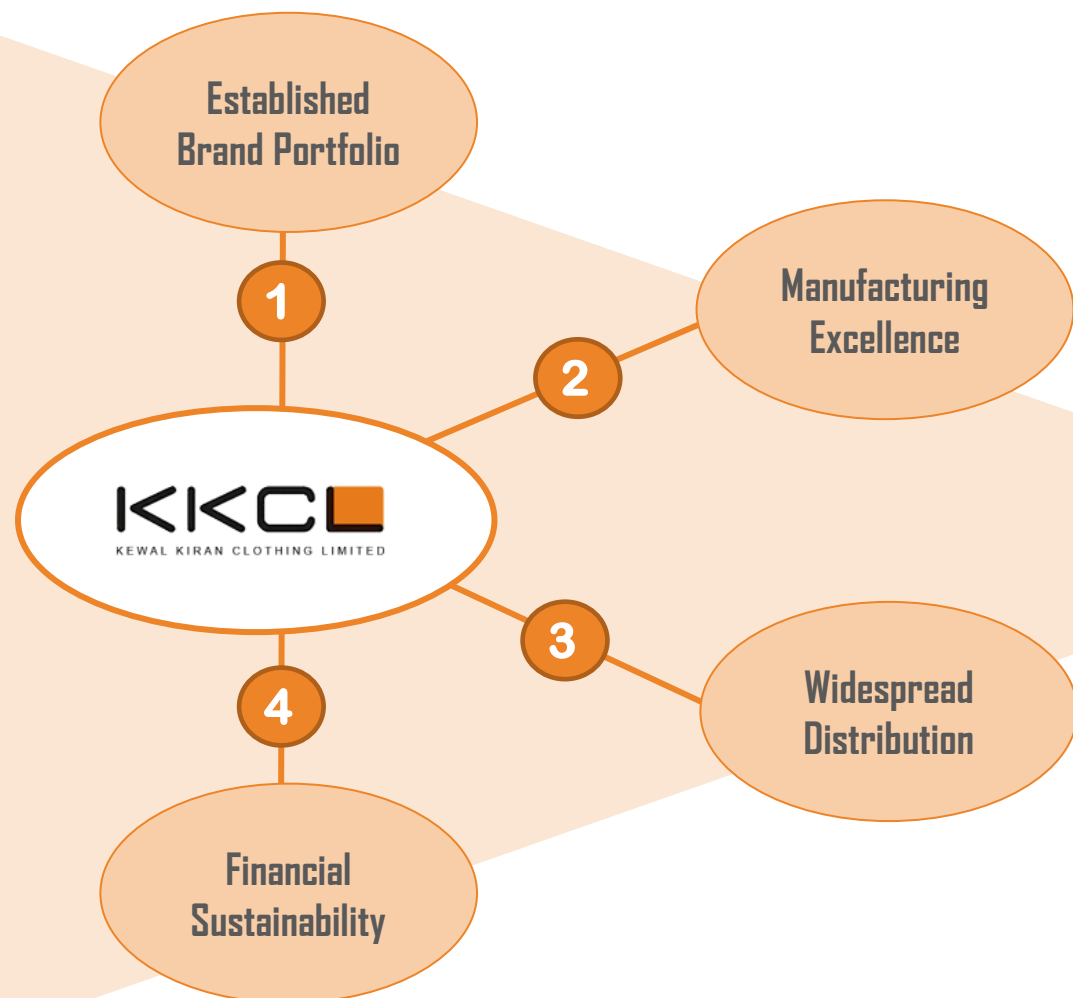 Established
Brand Portfolio
1
Manufacturing
Excellence
2
KKCL
KEWAL KIRAN CLOTHING LIMITED
3
Widespread
Distribution
4
Financial
Sustainability